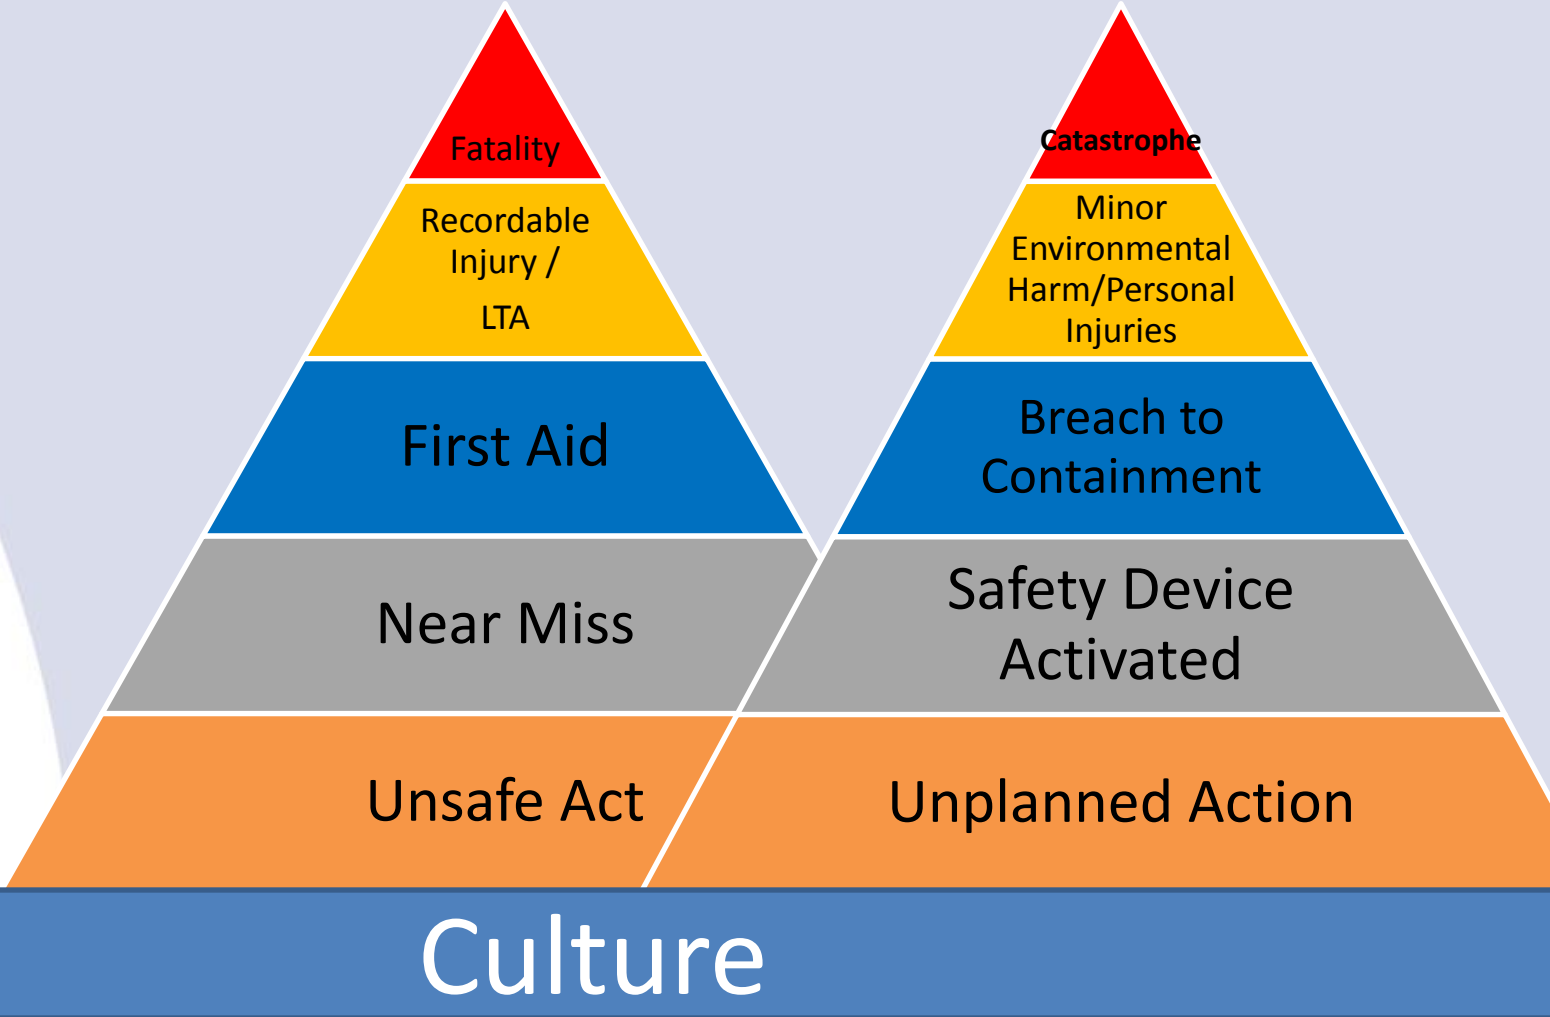 Fatality
Recordable
Injury /
LTA
First Aid
Near Miss
Unsafe Act
Catastrophe
Minor
Environmental
Harm/Personal
Injuries
Breach to
Containment
Safety Device
Activated
Unplanned Action
Culture